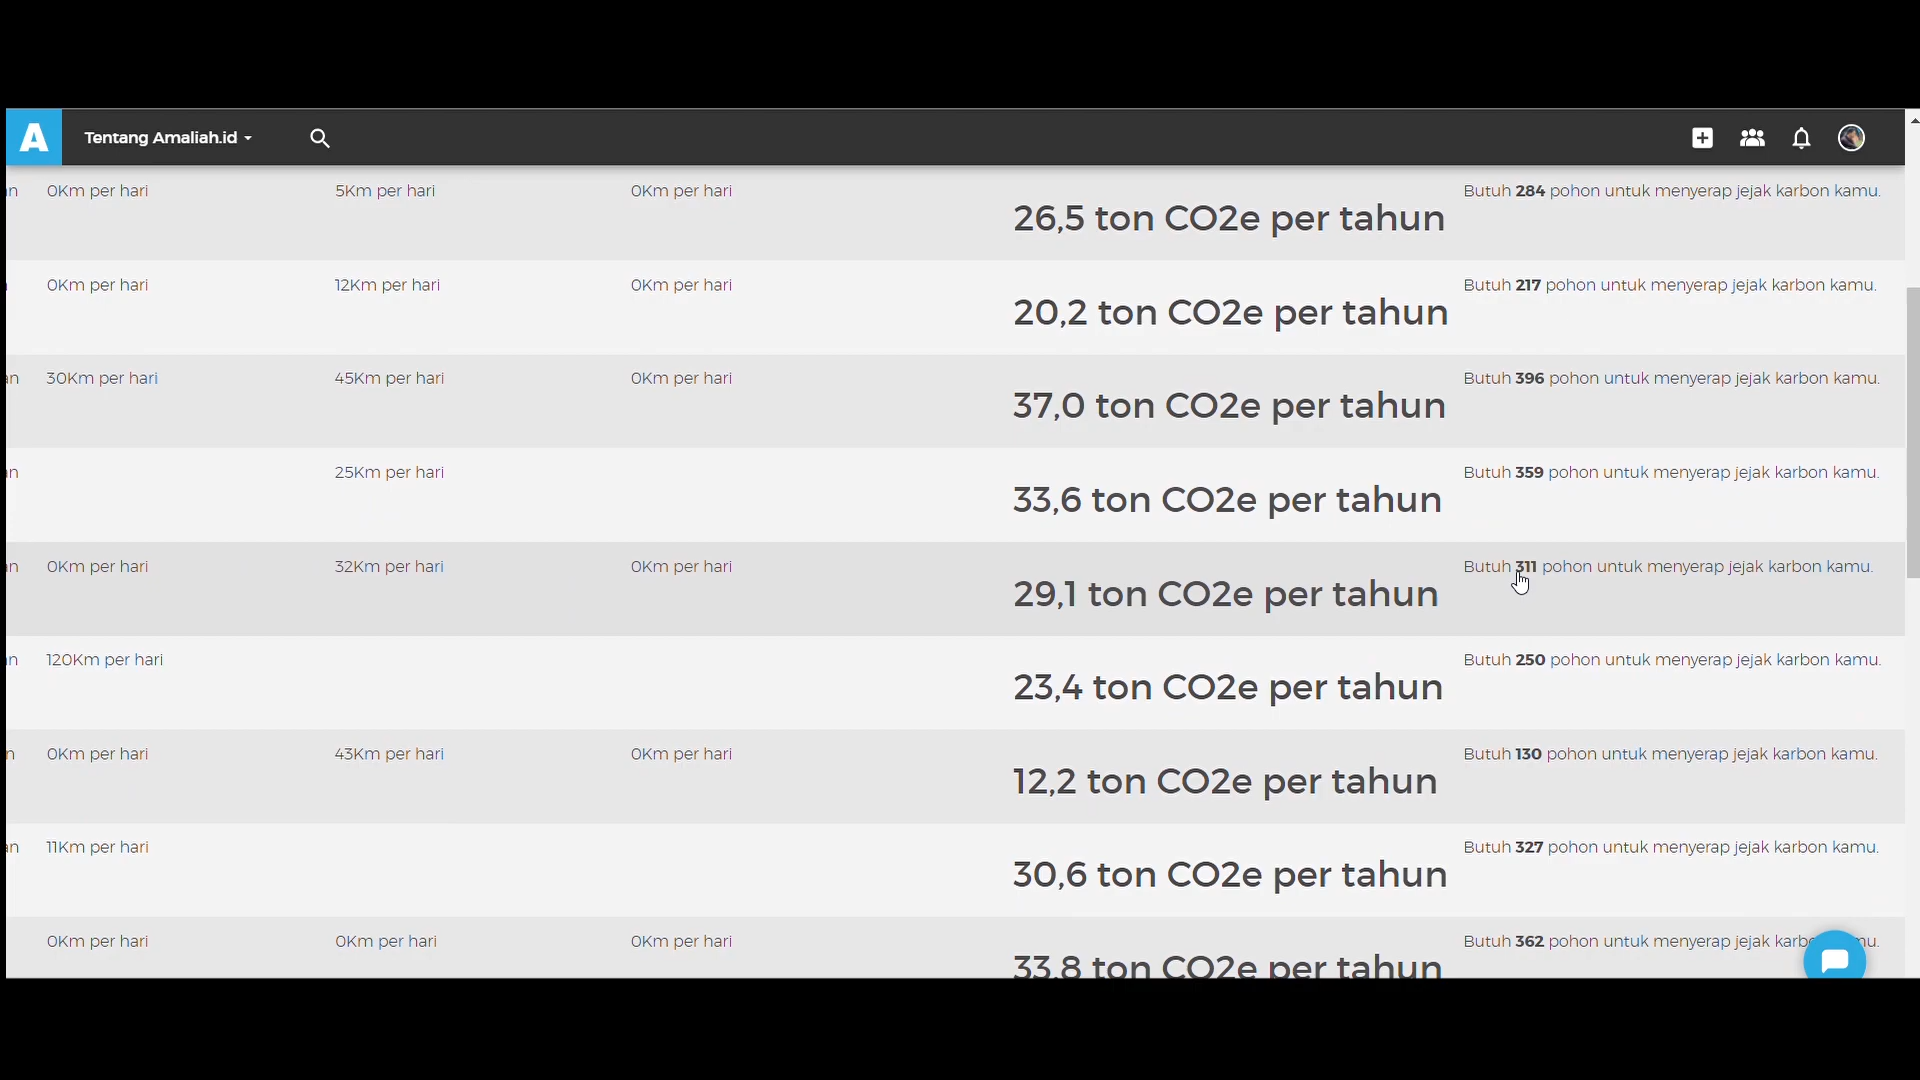 A Tentang Amaliah.id
an 0Km per hari 5Km per hari 0Km per hari Butuh 284 pohon untuk menyerap jejak karbon kamu.
26,5 ton CO2e per tahun
0Km per hari 12Km per hari 0Km per hari Butuh 217 pohon untuk menyerap jejak karbon kamu.
20,2 ton CO2e per tahun
an 30Km per hari 45Km per hari 0Km per hari Butuh 396 pohon untuk menyerap jejak karbon kamu.
37,0 ton CO2e per tahun
an 25Km per hari Butuh 359 pohon untuk menyerap jejak karbon kamu.
33,6 ton CO2e per tahun
an 0Km per hari 32Km per hari 0Km per hari Butuh 311 pohon untuk menyerap jejak karbon kamu.
29,1 ton CO2e per tahun
an 120Km per hari Butuh 250 pohon untuk menyerap jejak karbon kamu.
23,4 ton CO2e per tahun
n 0Km per hari 43Km per hari 0Km per hari Butuh 130 pohon untuk menyerap jejak karbon kamu.
12,2 ton CO2e per tahun
an 11Km per hari Butuh 327 pohon untuk menyerap jejak karbon kamu.
30,6 ton CO2e per tahun
0Km per hari 0Km per hari 0Km per hari Butuh 362 pohon untuk menyerap jejak
33,8 ton CO2e per tahun